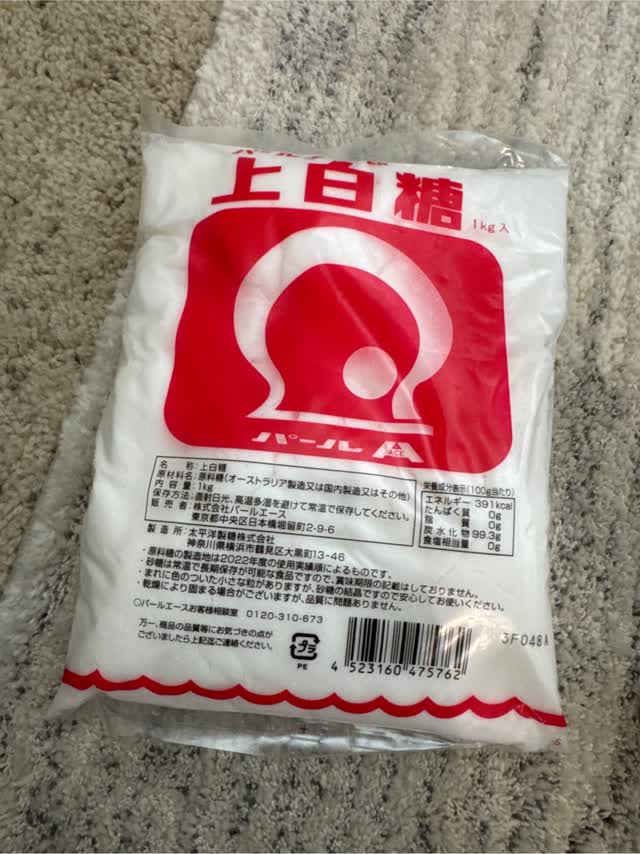 上白糖
1kg入
パール
ACE
名 称:上白糖
原材料名:原料糖(オーストラリア製造又は国内製造又はその他)
内 容 量:1kg
保存方法:直射日光、高温多湿を避けて常温で保存してください。
販 売 者:株式会社パールエース
東京都中央区日本橋堀留町2-9-6
製 造 所:太平洋製糖株式会社
神奈川県横浜市鶴見区大黒町13-46
栄養成分表示(100g当たり)
エネルギー 391kcal
たんぱく質 0g
脂 質 0g
炭水化物 99.3g
食塩相当量 0g
・原料糖の製造地は2022年度の使用実績順によるものです。
・砂糖は常温で長期保存が可能な食品ですので、賞味期限の記載はしておりません。
・まれに色のついた小さな粒がありますが、砂糖の結晶ですので安心してお使いください。
・乾燥により固まる場合がございますが、品質に問題ありません。
○パールエースお客様相談室 0120-310-673
万一、商品の品質等にお気づきの点が
ございましたら上記迄ご連絡ください。
プラ
PE
4 523160 475762
3F048A